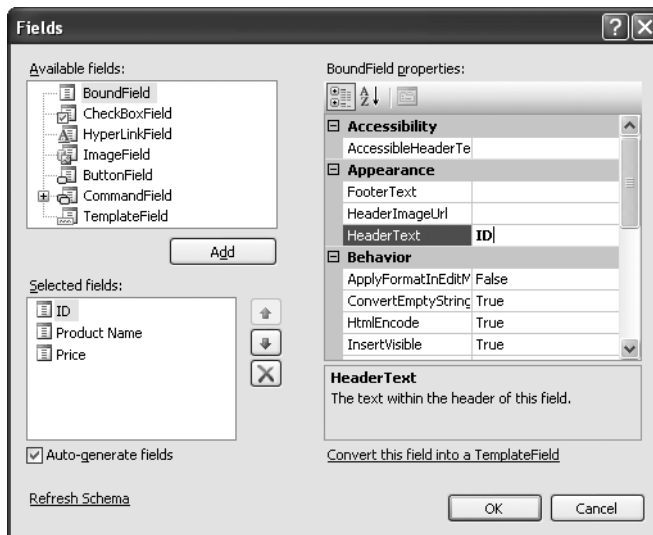 Fields
Available fields:
BoundField
CheckBoxField
HyperLinkField
ImageField
ButtonField
CommandField
TemplateField
Add
Selected fields:
ID
Product Name
Price
Auto-generate fields
Refresh Schema
BoundField properties:
Accessibility
AccessibleHeaderTe
Appearance
FooterText
HeaderImageUrl
HeaderText ID
Behavior
ApplyFormatInEditM False
ConvertEmptyString True
HtmlEncode True
InsertVisible True
HeaderText
The text within the header of this field.
Convert this field into a TemplateField
OK Cancel